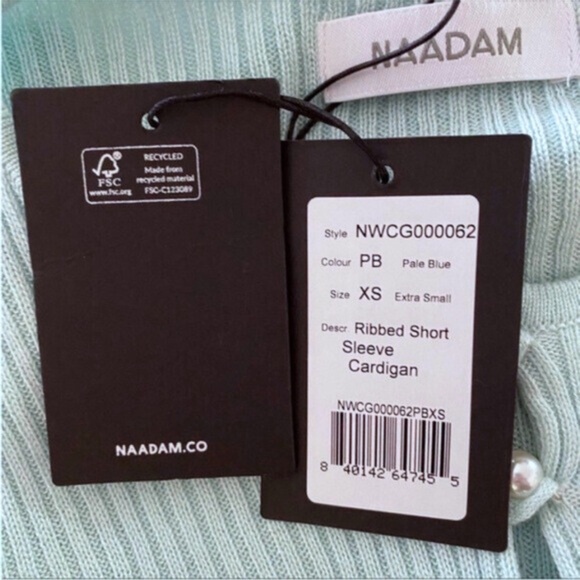 NAADAM
FSC
www.fsc.org
RECYCLED
Made from
recycled material
FSC-C123089
NAADAM.CO
Style NWCG000062
Colour PB Pale Blue
Size XS Extra Small
Descr. Ribbed Short
Sleeve
Cardigan
NWCG000062PBXS
8 40142 64745 5